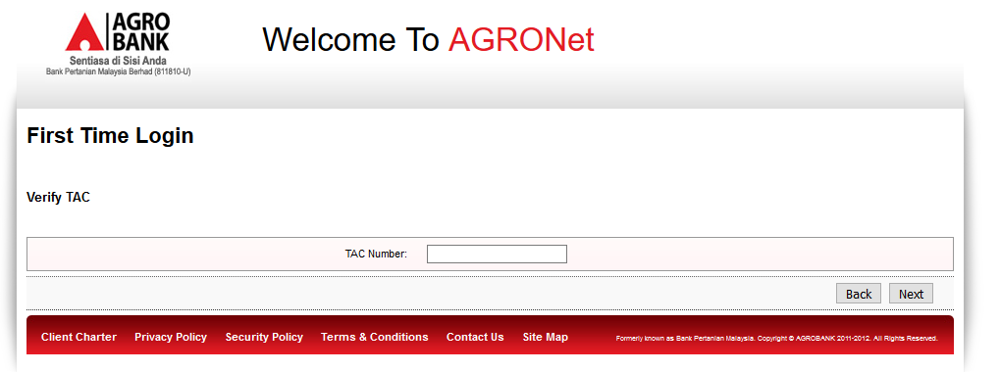 AGRO
BANK
Sentiasa di Sisi Anda
Bank Pertanian Malaysia Berhad (811810-U)
Welcome To AGRONet
First Time Login
Verify TAC
TAC Number:
Back Next
Client Charter Privacy Policy Security Policy Terms & Conditions Contact Us Site Map Formerly known as Bank Pertanian Malaysia. Copyright © AGROBANK 2011-2012. All Rights Reserved.